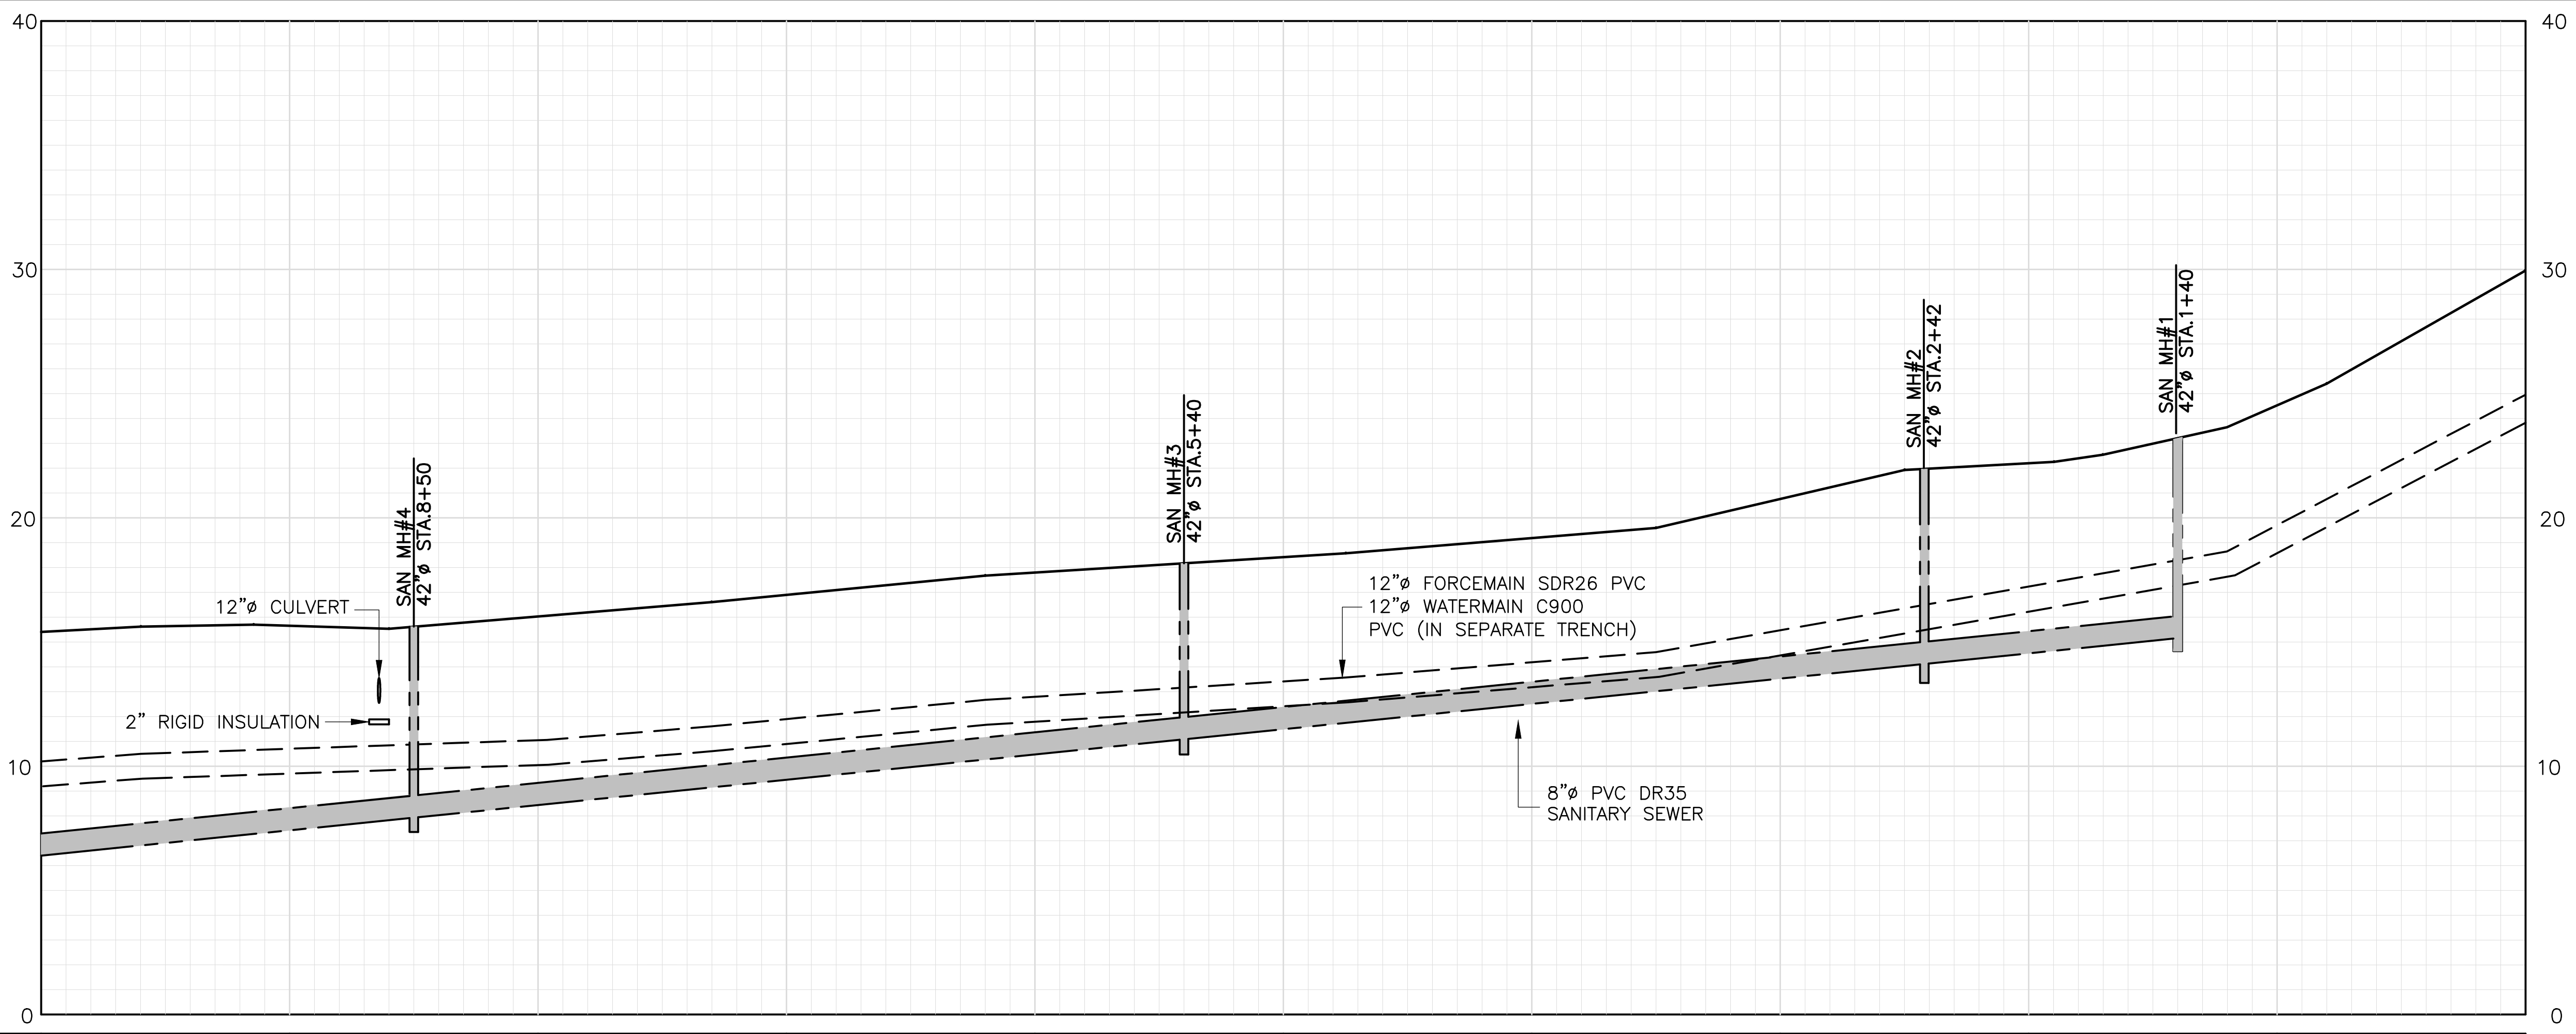 40
40
30
30
20
20
10
10
0
0
SAN MH#4
42"ø STA.8+50
SAN MH#3
42"ø STA.5+40
SAN MH#2
42"ø STA.2+42
SAN MH#1
42"ø STA.1+40
12"ø CULVERT
2" RIGID INSULATION
12"ø FORCEMAIN SDR26 PVC
12"ø WATERMAIN C900
PVC (IN SEPARATE TRENCH)
8"ø PVC DR35
SANITARY SEWER